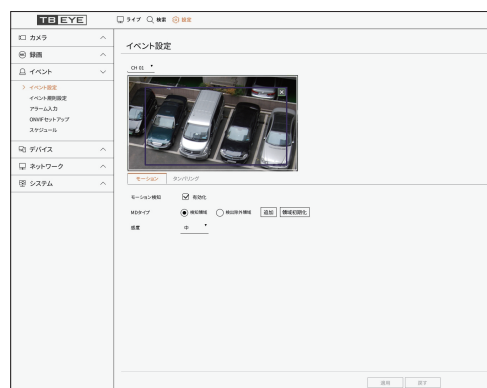 TB EYE
ライブ 検索 設定
カメラ
録画
イベント
イベント設定
イベント規則設定
アラーム入力
ONVIFセットアップ
スケジュール
デバイス
ネットワーク
システム
イベント設定
CH 01
モーション タンパリング
モーション検知 有効化
MDタイプ 検知領域 検出除外領域 追加 領域初期化
感度 中
適用 戻す